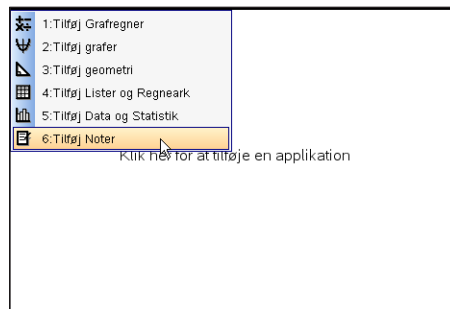 1:Tilføj Grafregner
2:Tilføj grafer
3:Tilføj geometri
4:Tilføj Lister og Regneark
5:Tilføj Data og Statistik
6:Tilføj Noter
Klik her for at tilføje en applikation